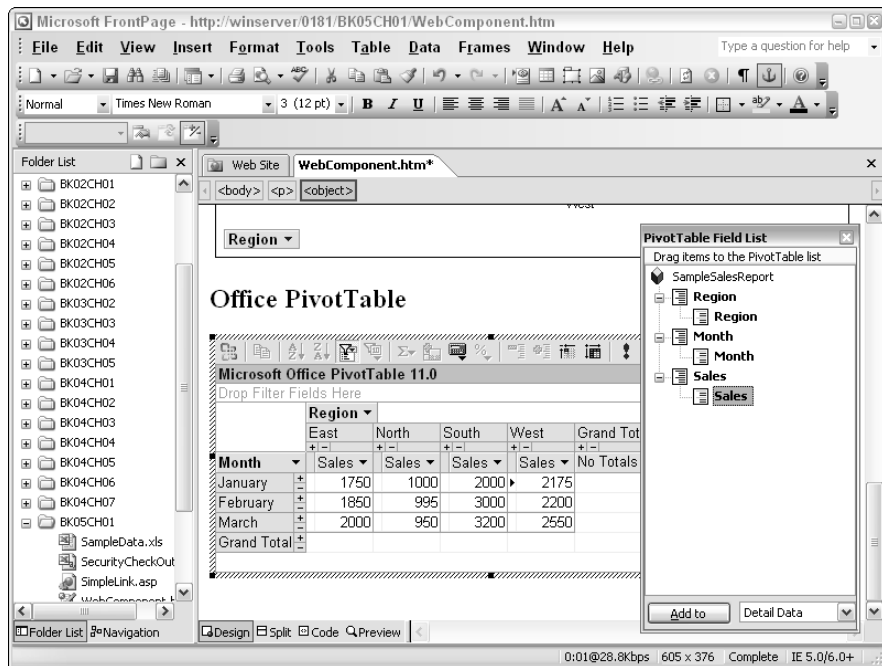 Microsoft FrontPage - http://winserver/0181/BK05CH01/WebComponent.htm
File Edit View Insert Format Tools Table Data Frames Window Help Type a question for help
Normal Times New Roman 3 (12 pt) B I U
Folder List
Web Site WebComponent.htm*
<body> <p> <object>
BK02CH01
BK02CH02
BK02CH03
BK02CH04
BK02CH05
BK02CH06
BK03CH02
BK03CH03
BK03CH04
BK03CH05
BK04CH01
BK04CH02
BK04CH03
BK04CH04
BK04CH05
BK04CH06
BK04CH07
BK05CH01
SampleData.xls
SecurityCheckOut
SimpleLink.asp
WebComponent.h
Folder List Navigation
West
Region
Office PivotTable
Microsoft Office PivotTable 11.0
Drop Filter Fields Here
Region
East North South West Grand Tot
Month Sales Sales Sales Sales No Totals
January 1750 1000 2000 2175
February 1850 995 3000 2200
March 2000 950 3200 2550
Grand Total
PivotTable Field List
Drag items to the PivotTable list
SampleSalesReport
Region
Region
Month
Month
Sales
Sales
Add to Detail Data
Design Split Code Preview
0:01@28.8Kbps 605 x 376 Complete IE 5.0/6.0+